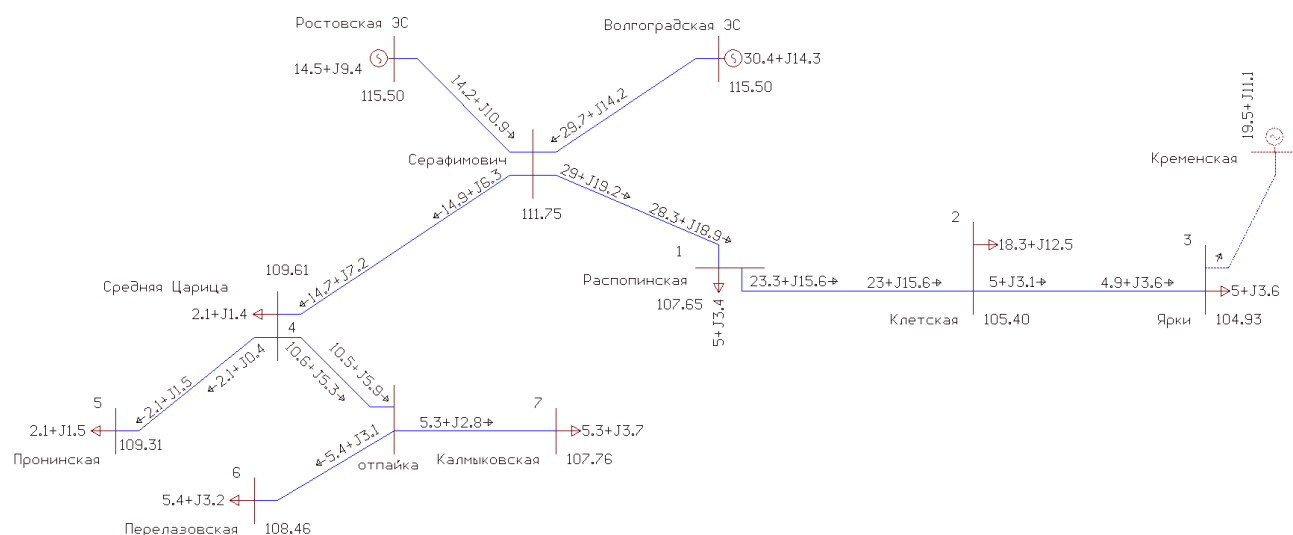 Ростовская ЭС
Волгоградская ЭС
14.5+J9.4
30.4+J14.3
115.50
115.50
14.2+J10.9
29.7+J14.2
19.5+J11.1
Кременская
Серафимович
111.75
14.9+J6.3
29+J19.2
28.3+J18.9
1
2
3
18.3+J12.5
109.61
14.7+J7.2
Средняя Царица
2.1+J1.4
4
Распопинская
107.65
5+J3.4
23.3+J15.6
23+J15.6
5+J3.1
4.9+J3.6
5+J3.6
Клетская
105.40
Ярки
104.93
2.1+J0.4
2.1+J1.5
10.6+J5.3
10.5+J5.9
5
2.1+J1.5
109.31
Пронинская
5.3+J2.8
7
5.3+J3.7
5.4+J3.1
отпайка
Калмыковская
107.76
6
5.4+J3.2
Перелазовская
108.46